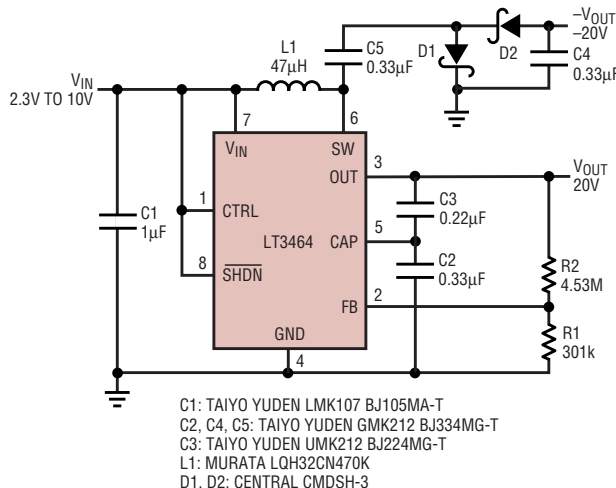 –VOUT
–20V
L1
47µH
C5
0.33µF
D1
D2
C4
0.33µF
VIN
2.3V TO 10V
7
6
VIN
SW
OUT
3
VOUT
20V
C1
1µF
1
CTRL
LT3464
CAP
5
C3
0.22µF
8
SHDN
C2
0.33µF
R2
4.53M
FB
2
GND
4
R1
301k
C1: TAIYO YUDEN LMK107 BJ105MA-T
C2, C4, C5: TAIYO YUDEN GMK212 BJ334MG-T
C3: TAIYO YUDEN UMK212 BJ224MG-T
L1: MURATA LQH32CN470K
D1, D2: CENTRAL CMDSH-3